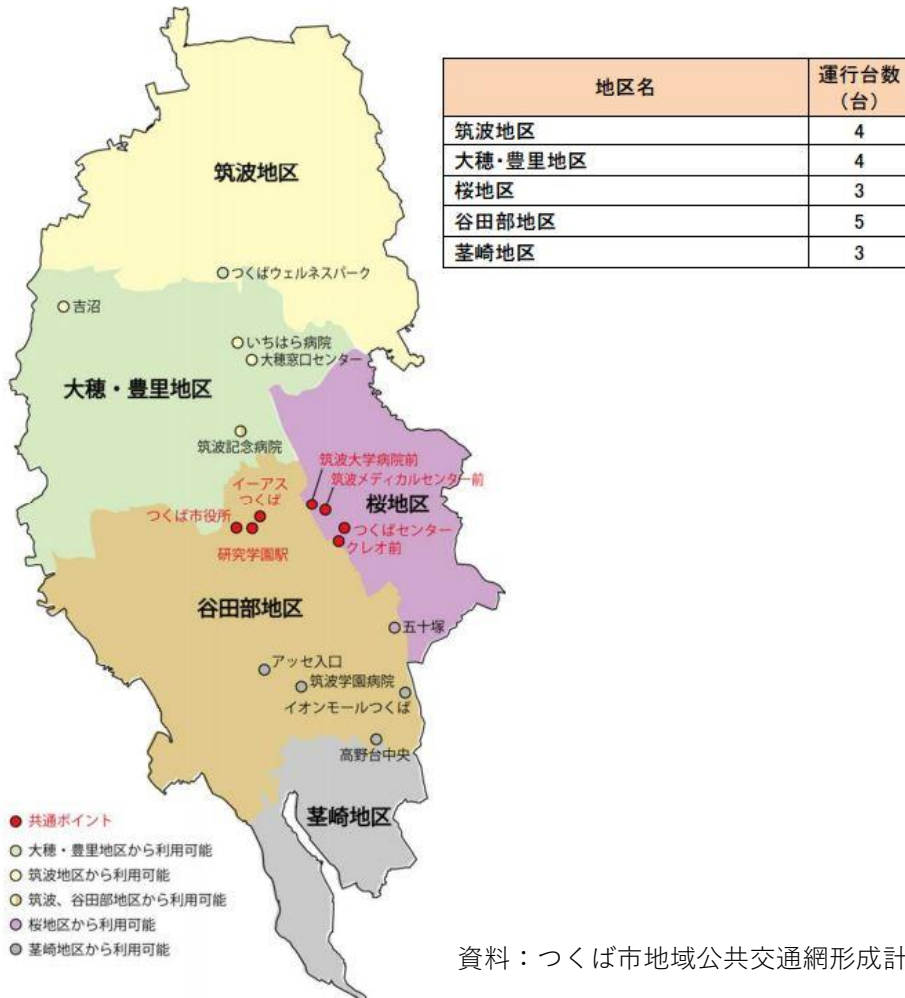 地区名
運行台数
(台)
筑波地区 4
大穂・豊里地区 4
桜地区 3
谷田部地区 5
茎崎地区 3
筑波地区
つくばウェルネスパーク
吉沼
いちはら病院
大穂窓口センター
大穂・豊里地区
筑波記念病院
筑波大学病院前
筑波メディカルセンター前
イーアス
つくば
桜地区
つくば市役所
つくばセンター
クレオ前
研究学園駅
谷田部地区
五十塚
アッセ入口
筑波学園病院
イオンモールつくば
高野台中央
茎崎地区
共通ポイント
大穂・豊里地区から利用可能
筑波地区から利用可能
筑波、谷田部地区から利用可能
桜地区から利用可能
茎崎地区から利用可能
資料：つくば市地域公共交通網形成計